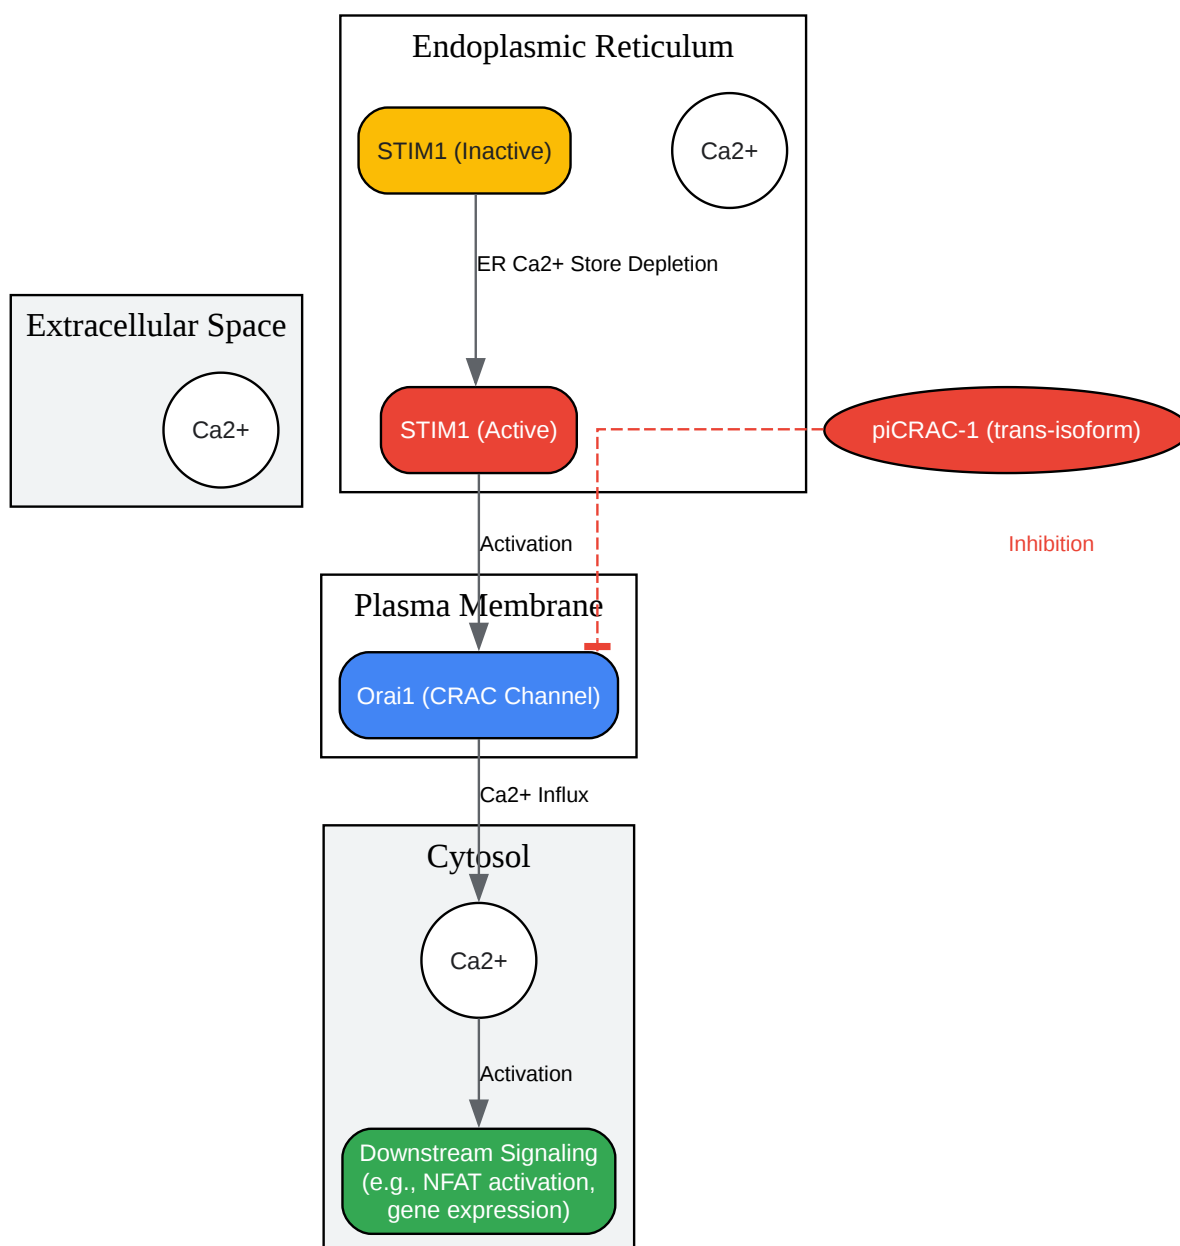 Endoplasmic Reticulum
STIM1 (Inactive)
Ca2+
ER Ca2+ Store Depletion
Extracellular Space
Ca2+
STIM1 (Active)
piCRAC-1 (trans-isoform)
Activation
Inhibition
Plasma Membrane
Orai1 (CRAC Channel)
Ca2+ Influx
Cytosol
Ca2+
Activation
Downstream Signaling
(e.g., NFAT activation,
gene expression)